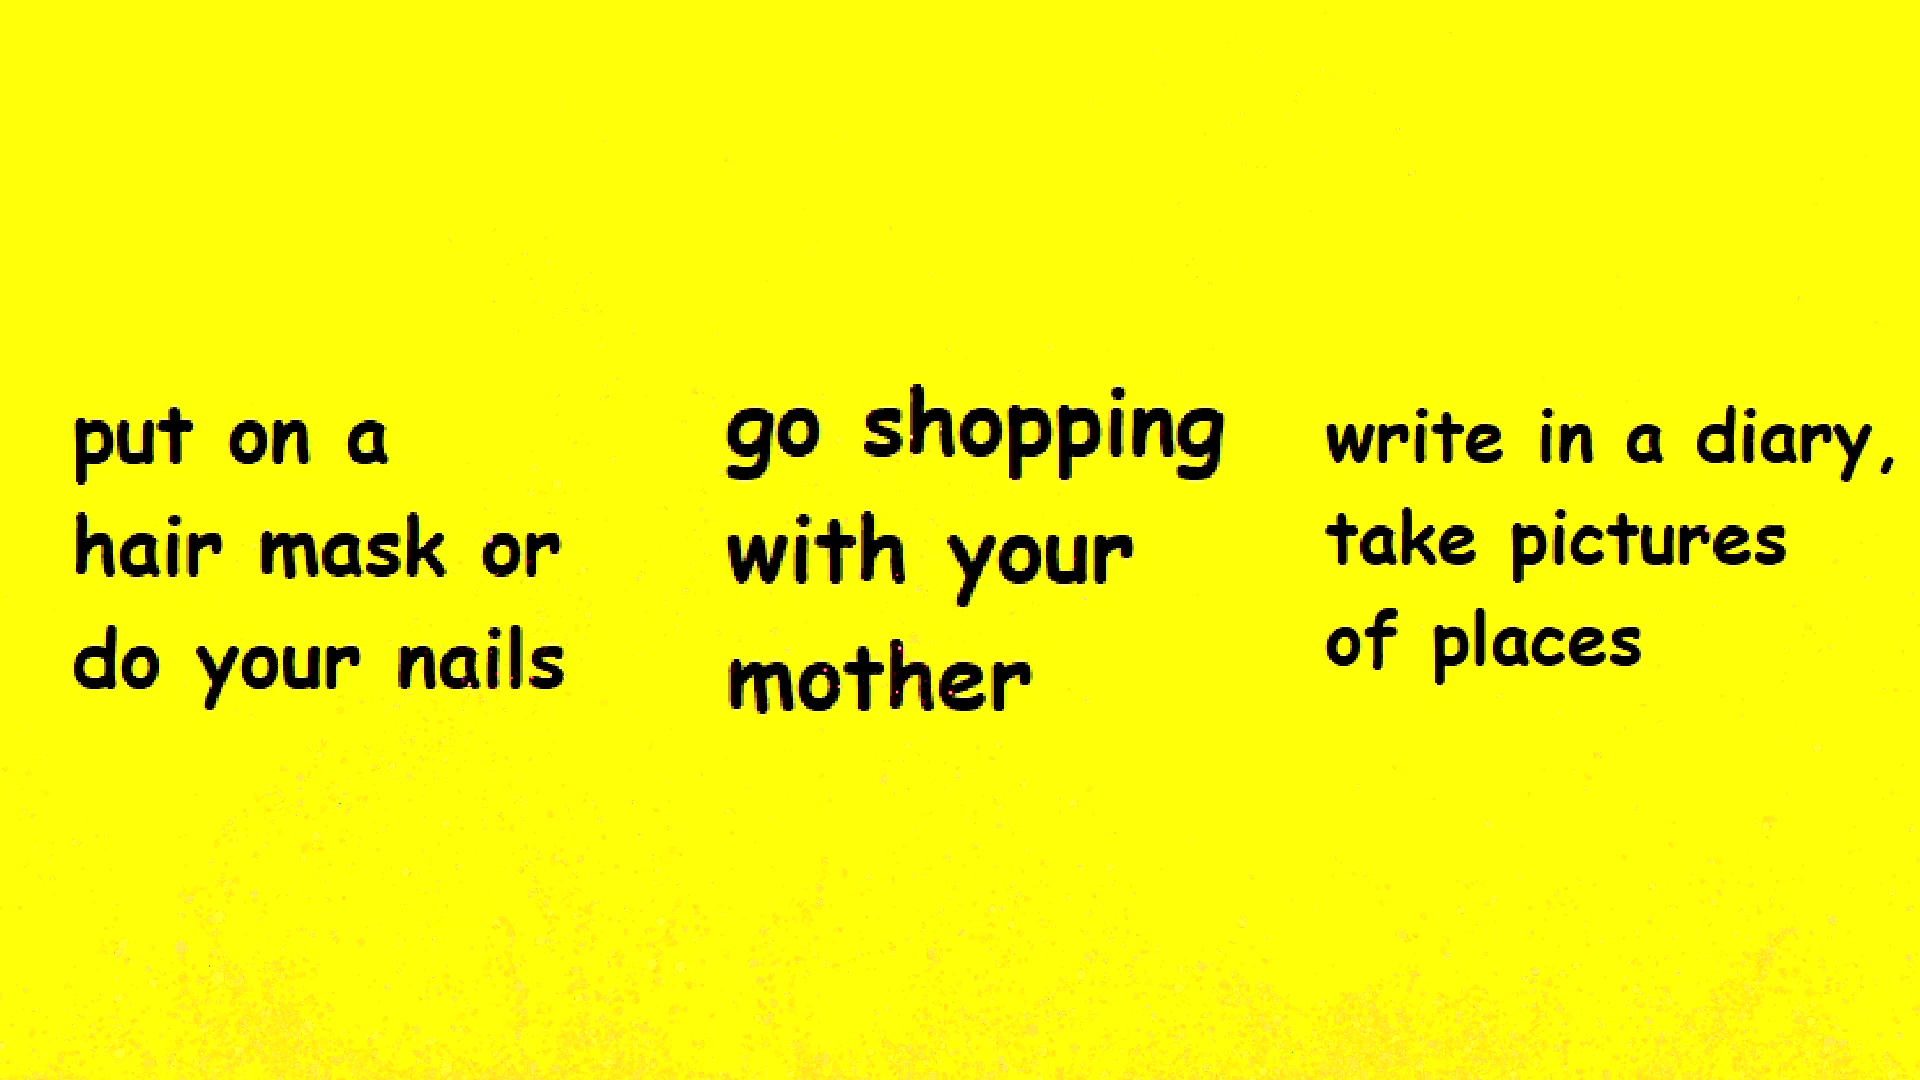 put on a
hair mask or
do your nails
go shopping
with your
mother
write in a diary,
take pictures
of places